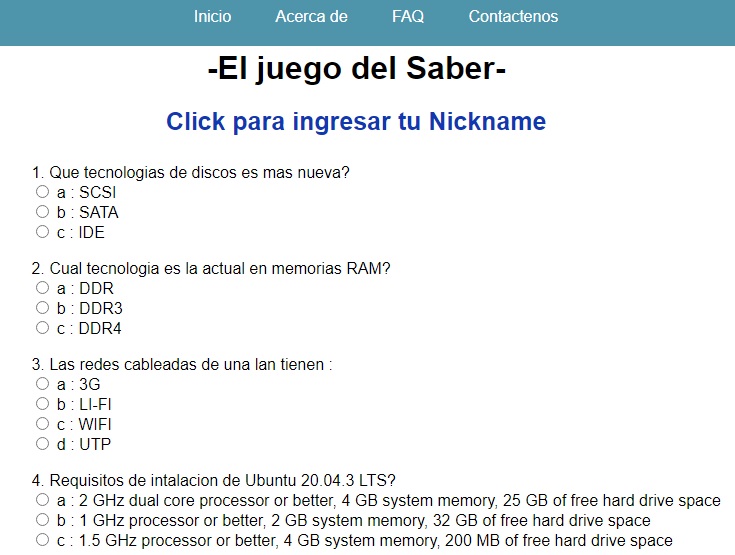 Inicio Acerca de FAQ Contactenos
-El juego del Saber-
Click para ingresar tu Nickname
1. Que tecnologias de discos es mas nueva?
a : SCSI
b : SATA
c : IDE
2. Cual tecnologia es la actual en memorias RAM?
a : DDR
b : DDR3
c : DDR4
3. Las redes cableadas de una lan tienen :
a : 3G
b : LI-FI
c : WIFI
d : UTP
4. Requisitos de intalacion de Ubuntu 20.04.3 LTS?
a : 2 GHz dual core processor or better, 4 GB system memory, 25 GB of free hard drive space
b : 1 GHz processor or better, 2 GB system memory, 32 GB of free hard drive space
c : 1.5 GHz processor or better, 4 GB system memory, 200 MB of free hard drive space